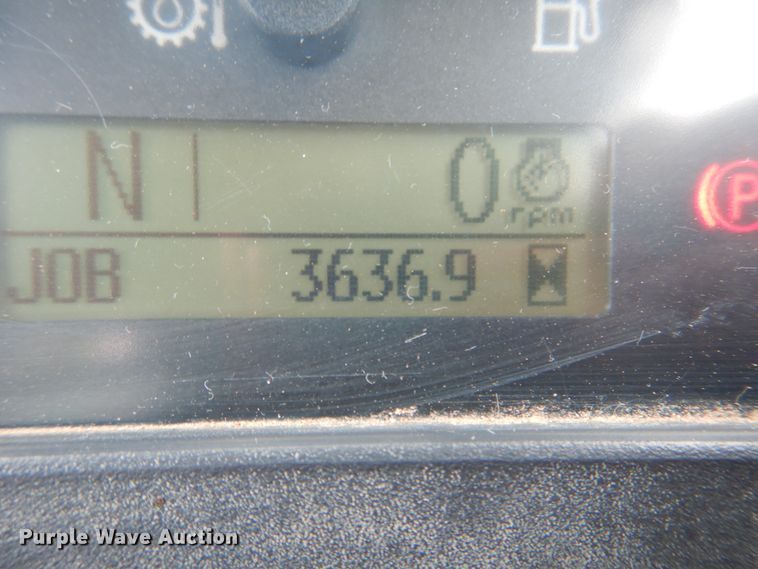 N 0
rpm
P
JOB 3636.9
Purple Wave Auction